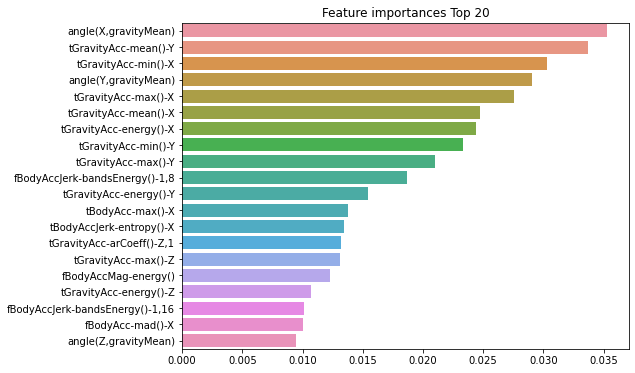 Feature importances Top 20
angle(X,gravityMean)
tGravityAcc-mean()-Y
tGravityAcc-min()-X
angle(Y,gravityMean)
tGravityAcc-max()-X
tGravityAcc-mean()-X
tGravityAcc-energy()-X
tGravityAcc-min()-Y
tGravityAcc-max()-Y
fBodyAccJerk-bandsEnergy()-1,8
tGravityAcc-energy()-Y
tBodyAcc-max()-X
tBodyAccJerk-entropy()-X
tGravityAcc-arCoeff()-Z,1
tGravityAcc-max()-Z
fBodyAccMag-energy()
tGravityAcc-energy()-Z
fBodyAccJerk-bandsEnergy()-1,16
fBodyAcc-mad()-X
angle(Z,gravityMean)
0.000 0.005 0.010 0.015 0.020 0.025 0.030 0.035